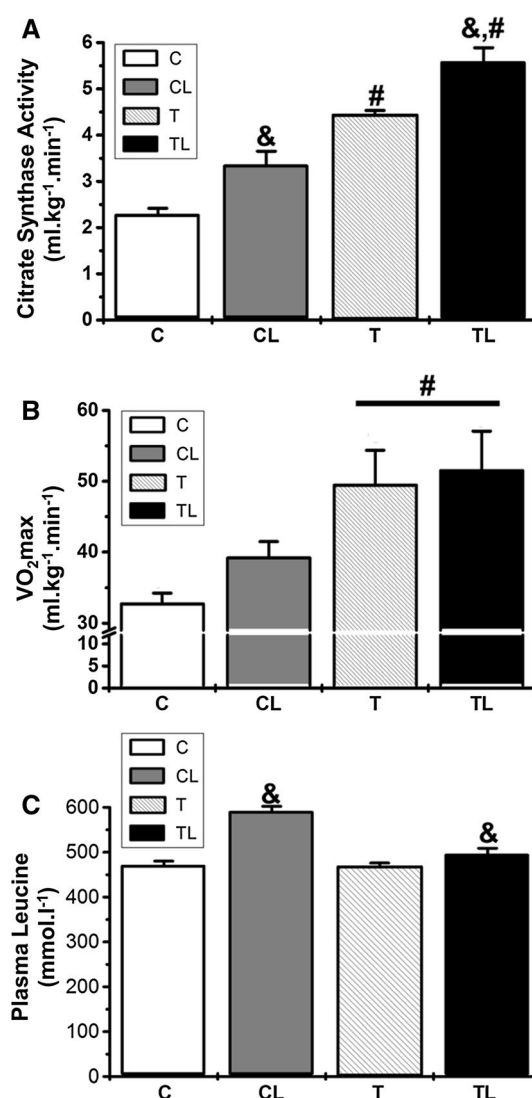 A
Citrate Synthase Activity
(ml.kg⁻¹.min⁻¹)
6
5
4
3
2
1
0
C
CL
T
TL
&
#
&,#
C CL T TL
B
VO₂max
(ml.kg⁻¹.min⁻¹)
60
50
40
30
10
5
0
C
CL
T
TL
#
C CL T TL
C
Plasma Leucine
(mmol.l⁻¹)
600
500
400
300
200
100
0
C
CL
T
TL
&
&
C CL T TL